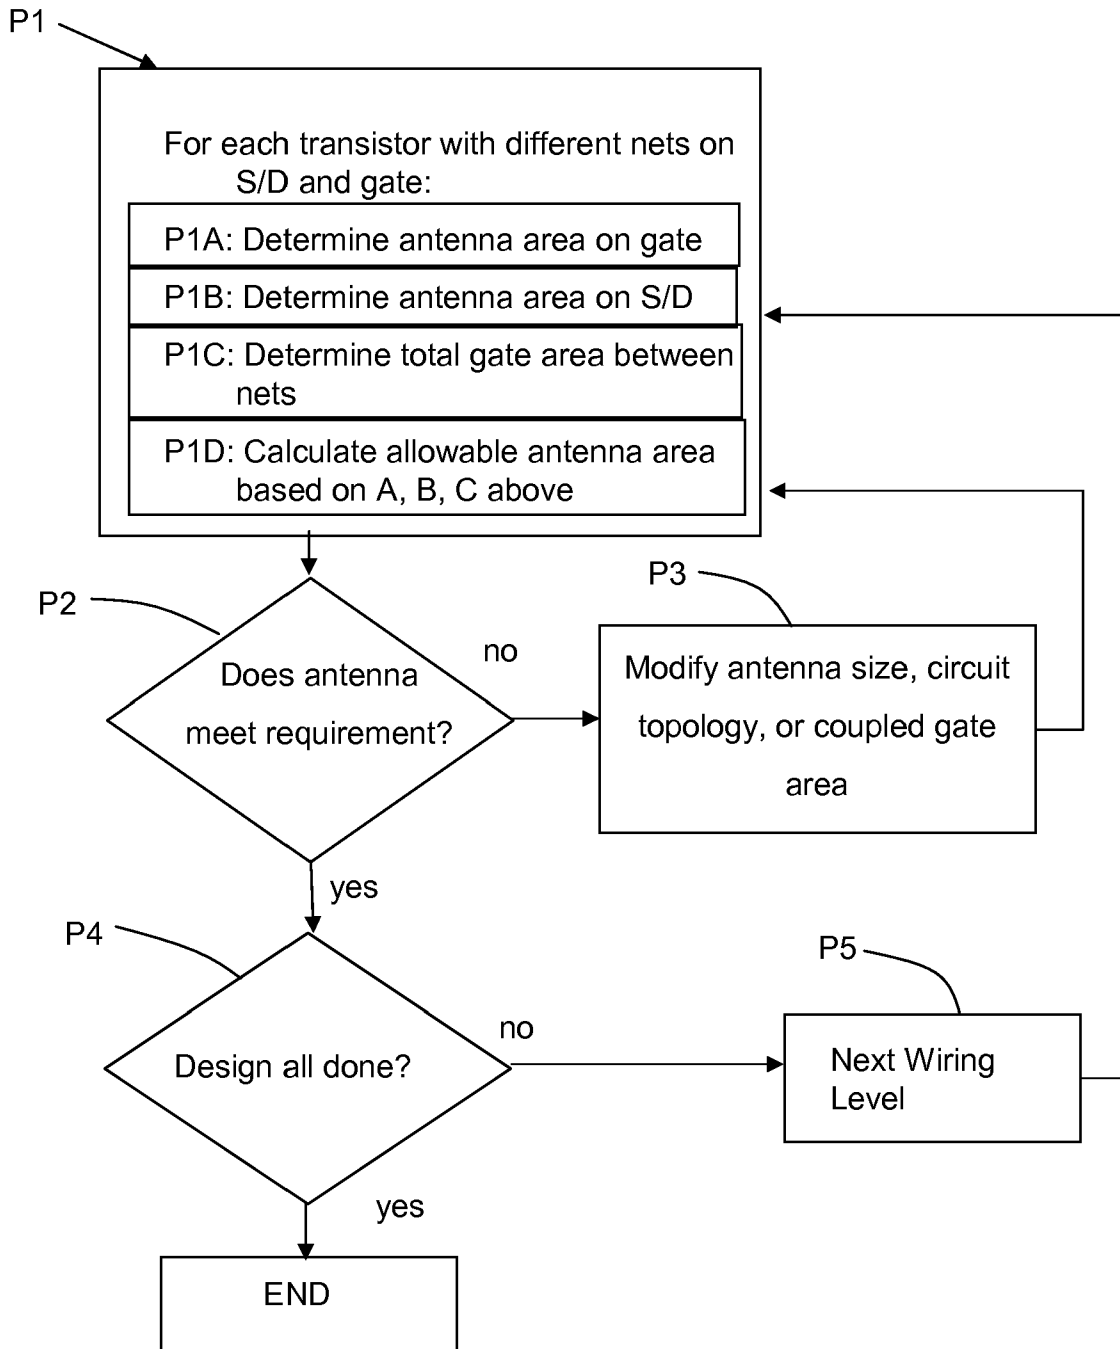 P1
For each transistor with different nets on
S/D and gate:
P1A: Determine antenna area on gate
P1B: Determine antenna area on S/D
P1C: Determine total gate area between
nets
P1D: Calculate allowable antenna area
based on A, B, C above
P2
Does antenna
meet requirement?
no
P3
Modify antenna size, circuit
topology, or coupled gate
area
yes
P4
Design all done?
no
P5
Next Wiring
Level
yes
END